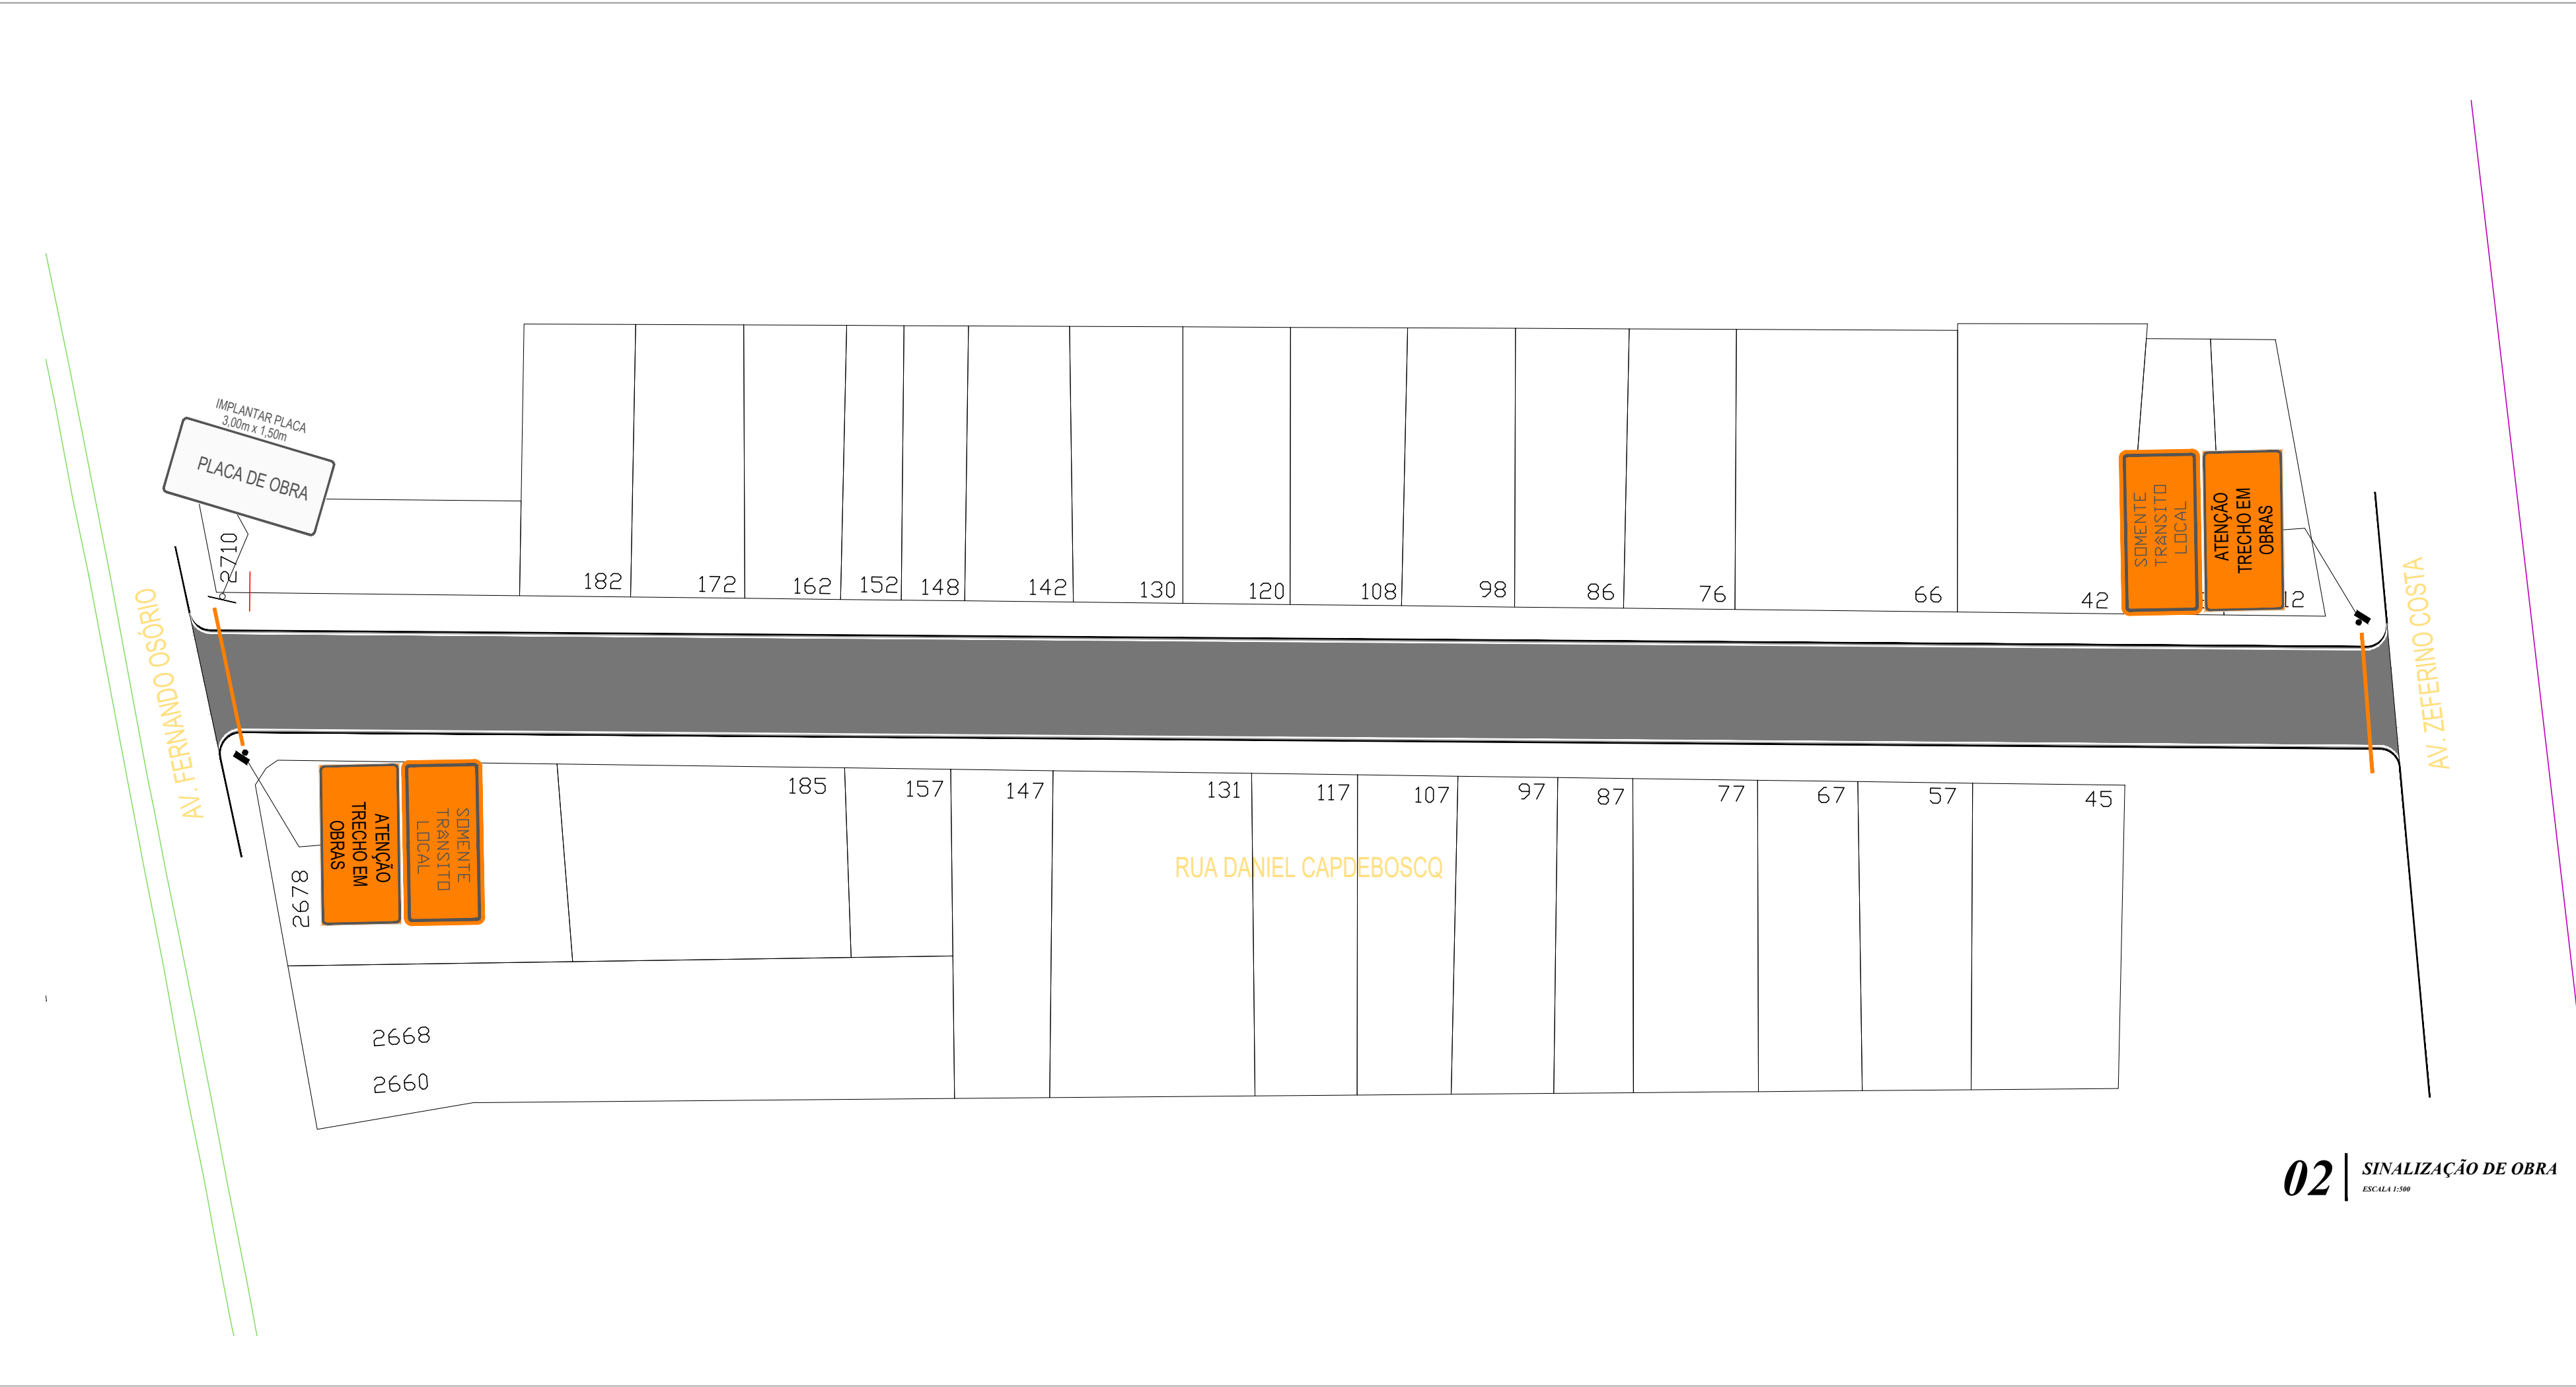 IMPLANTAR PLACA
3,00m x 1,50m
PLACA DE OBRA
2710
182
172
162
152
148
142
130
120
108
98
86
76
66
42
12
SOMENTE
TRÂNSITO
LOCAL
ATENÇÃO
TRECHO EM
OBRAS
AV. FERNANDO OSÓRIO
AV. ZEFERINO COSTA
ATENÇÃO
TRECHO EM
OBRAS
SOMENTE
TRÂNSITO
LOCAL
185
157
147
131
117
107
97
87
77
67
57
45
RUA DANIEL CAPDEBOSCQ
2678
2668
2660
02
SINALIZAÇÃO DE OBRA
ESCALA 1:500